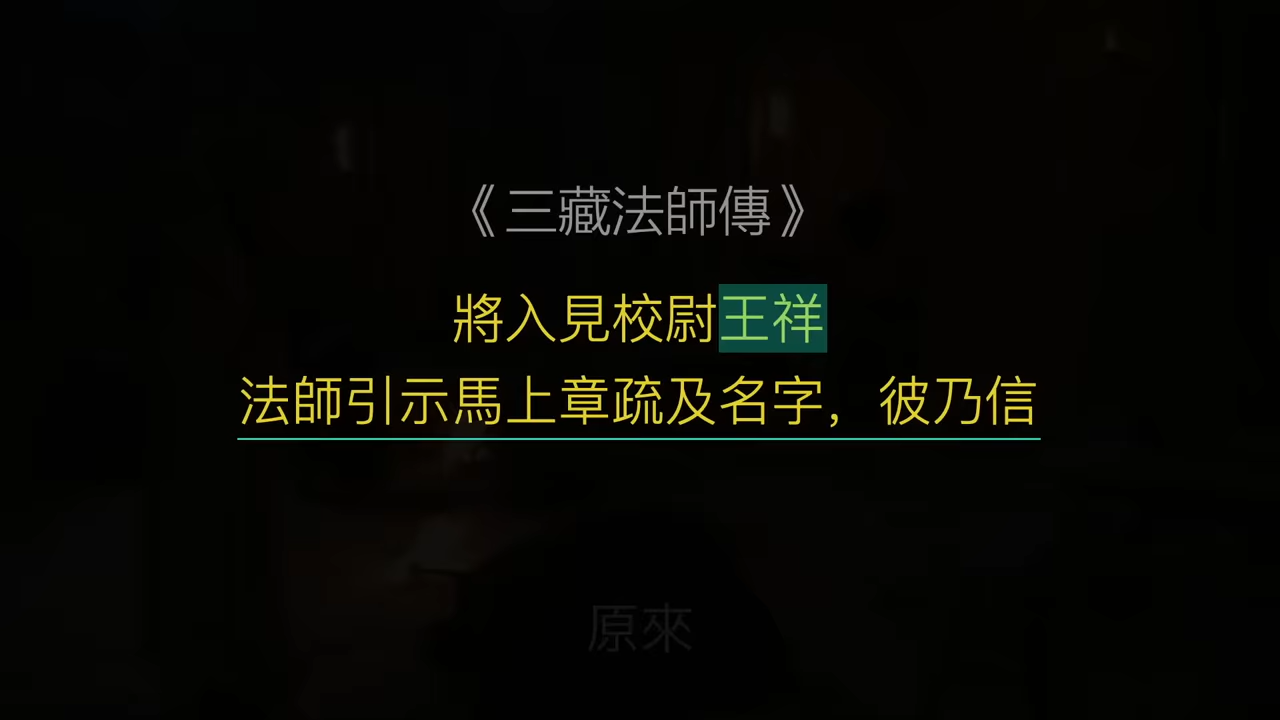 《三藏法師傳》
將入見校尉王祥
法師引示馬上章疏及名字，彼乃信
原來